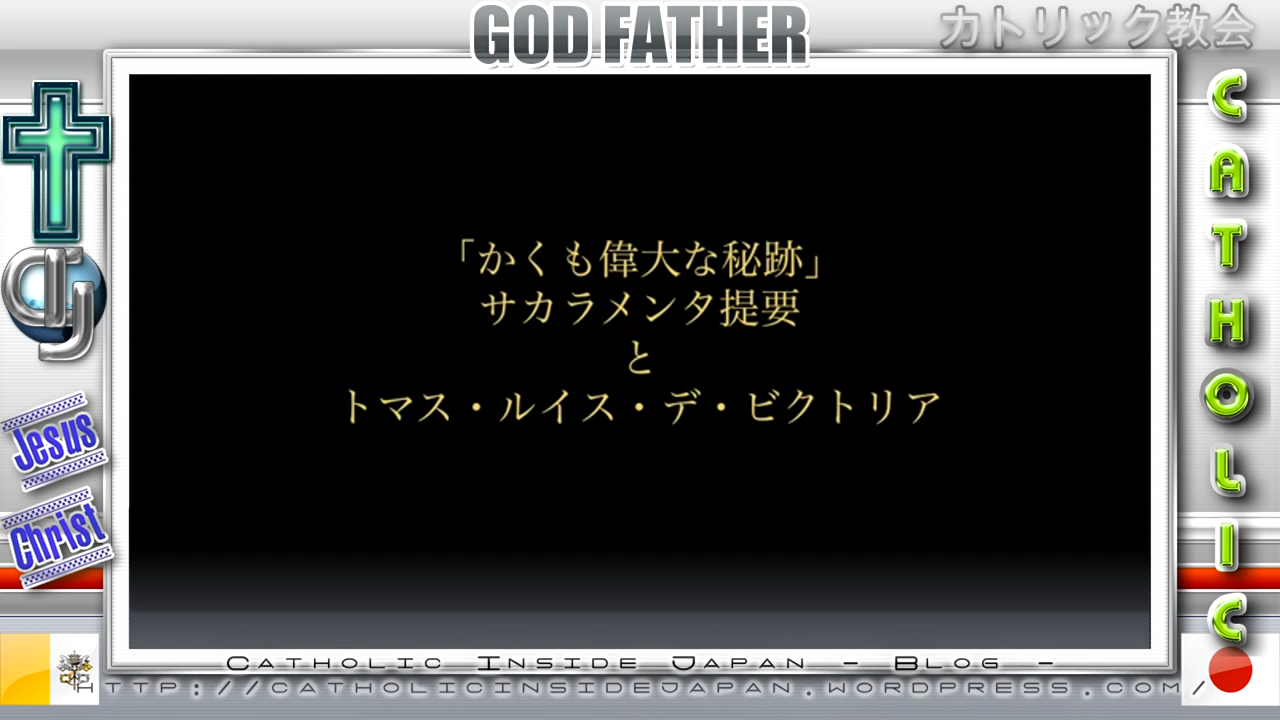 GOD FATHER
カトリック教会
「かくも偉大な秘跡」
サカラメンタ提要
と
トマス・ルイス・デ・ビクトリア
Jesus
Christ
CATHOLIC
Catholic Inside Japan - Blog -
HTTP://CATHOLICINSIDEJAPAN.WORDPRESS.COM/